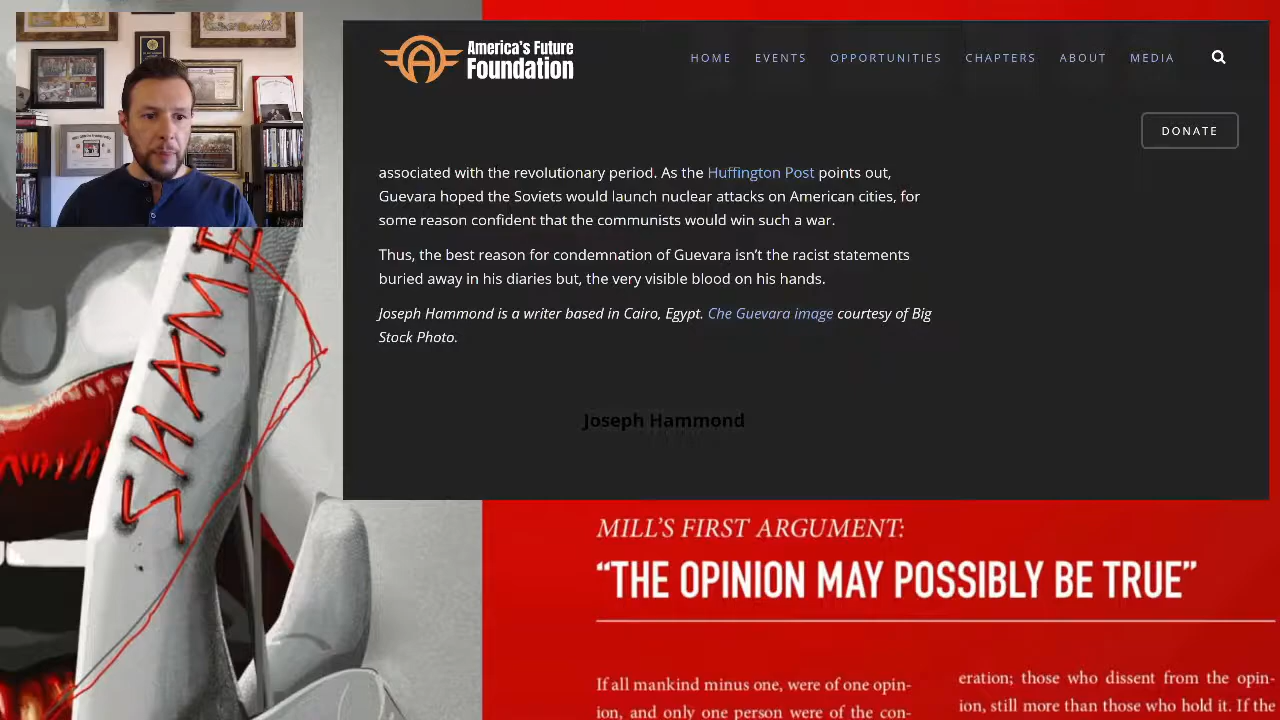 America's Future
Foundation
HOME EVENTS OPPORTUNITIES CHAPTERS ABOUT MEDIA
DONATE
associated with the revolutionary period. As the Huffington Post points out,
Guevara hoped the Soviets would launch nuclear attacks on American cities, for
some reason confident that the communists would win such a war.
Thus, the best reason for condemnation of Guevara isn't the racist statements
buried away in his diaries but, the very visible blood on his hands.
Joseph Hammond is a writer based in Cairo, Egypt. Che Guevara image courtesy of Big
Stock Photo.
Joseph Hammond
SHAME
MILL'S FIRST ARGUMENT:
“THE OPINION MAY POSSIBLY BE TRUE”
If all mankind minus one, were of one opin-
ion, and only one person were of the con-
eration; those who dissent from the opin-
ion, still more than those who hold it. If the